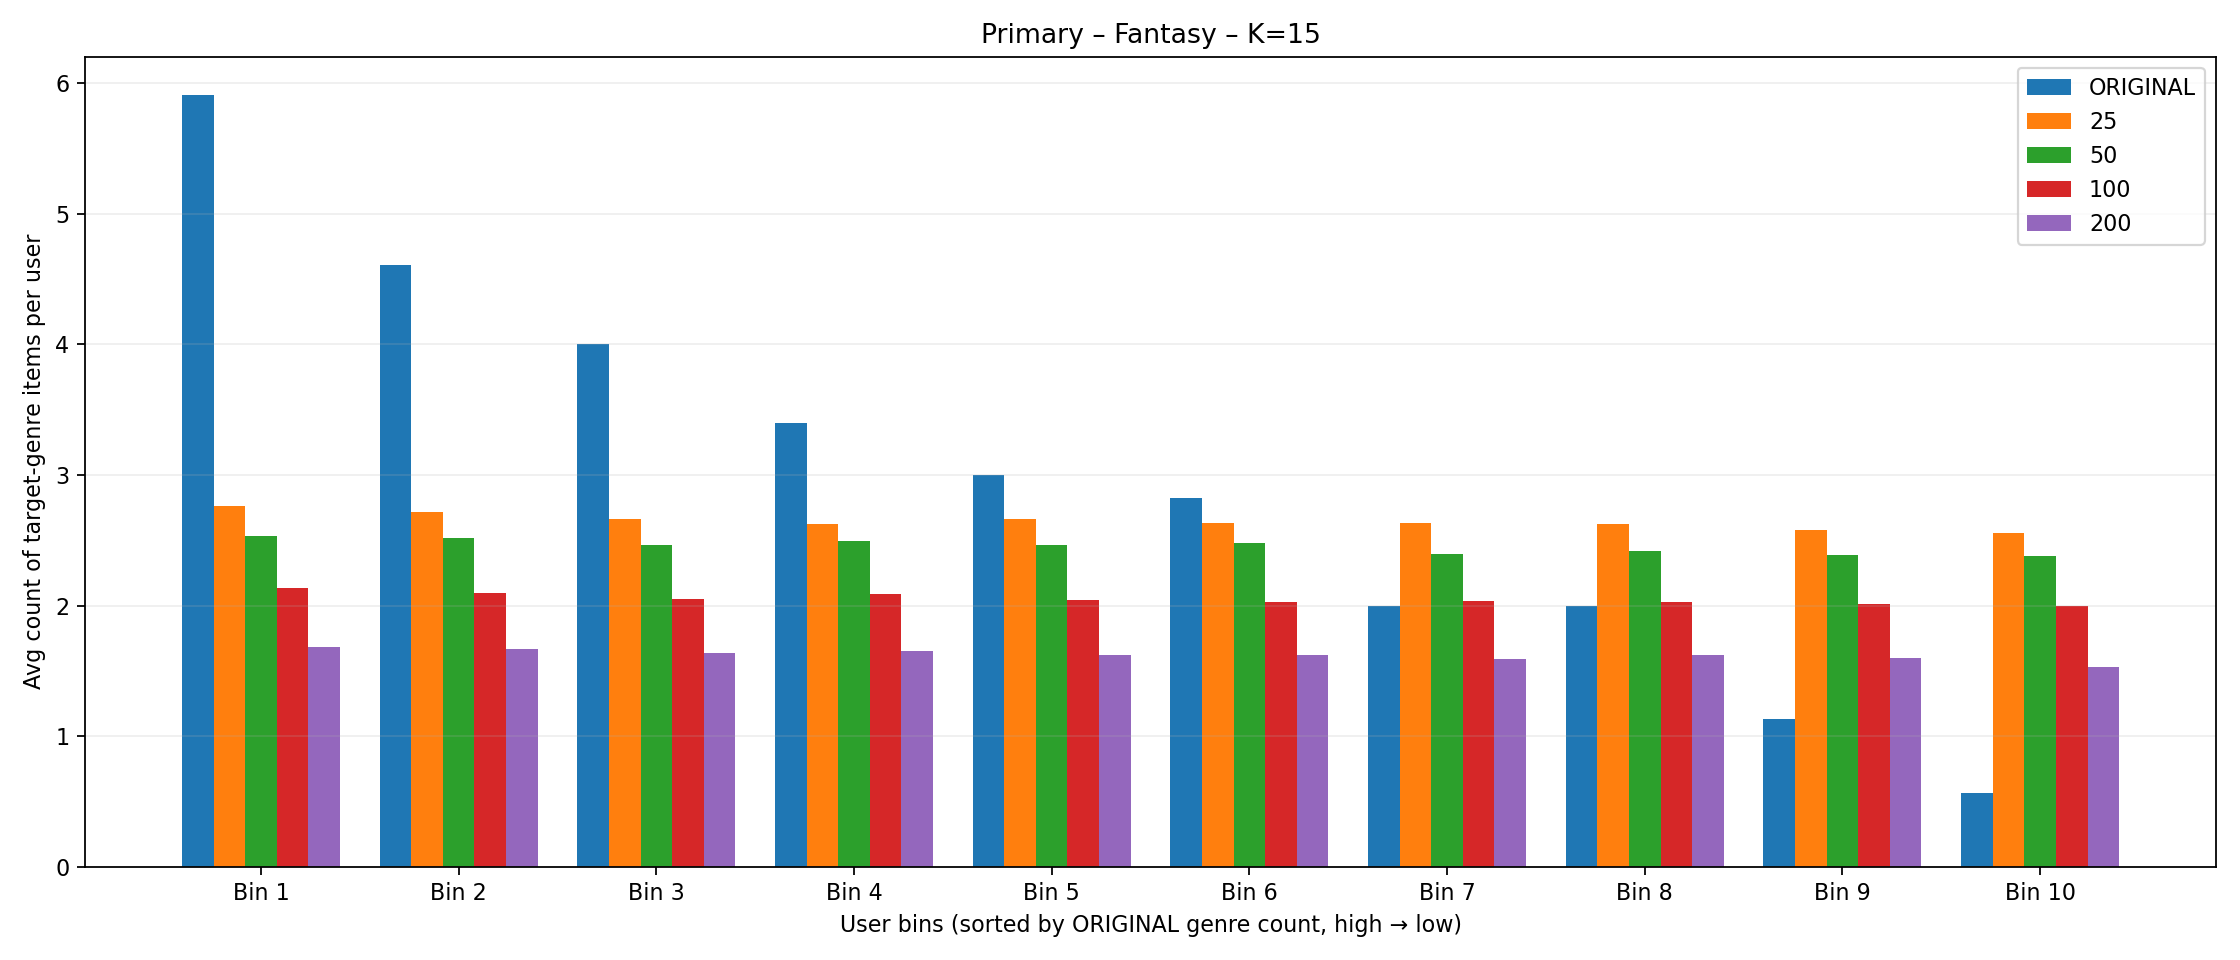 Primary – Fantasy – K=15
ORIGINAL
25
50
100
200
Avg count of target-genre items per user
6
5
4
3
2
1
0
Bin 1
Bin 2
Bin 3
Bin 4
Bin 5
Bin 6
Bin 7
Bin 8
Bin 9
Bin 10
User bins (sorted by ORIGINAL genre count, high → low)